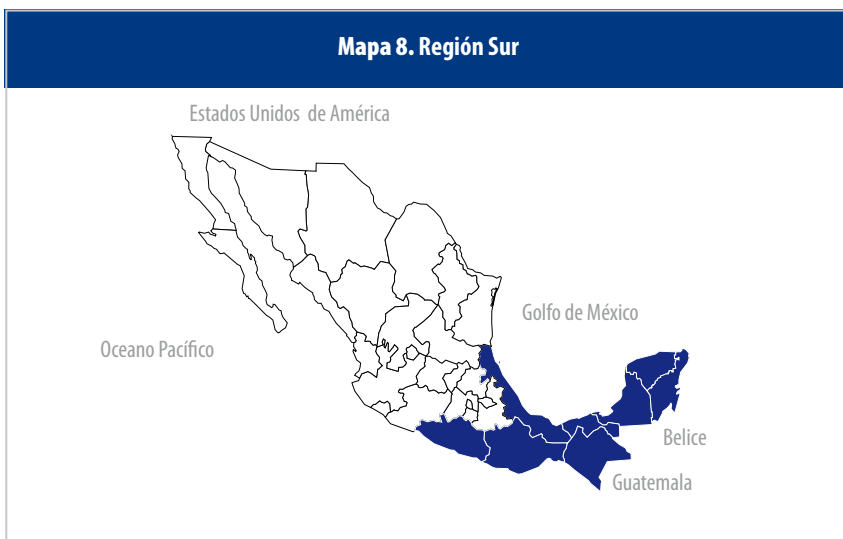 Mapa 8. Región Sur
Estados Unidos de América
Golfo de México
Oceano Pacífico
Belice
Guatemala